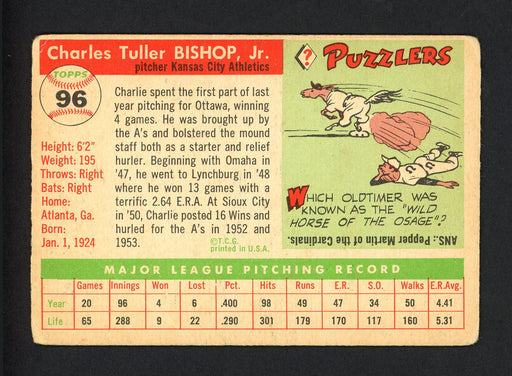 Charles Tuller BISHOP, Jr.
pitcher Kansas City Athletics
TOPPS
96
Height: 6'2"
Weight: 195
Throws: Right
Bats: Right
Home:
Atlanta, Ga.
Born:
Jan. 1, 1924
Charlie spent the first part of last
year pitching for Ottawa, winning
4 games. He was brought up by
the A's and bolstered the mound
staff both as a starter and relief
hurler. Beginning with Omaha in
'47, he went to Lynchburg in '48
where he won 13 games with a
terrific 2.64 E.R.A. At Sioux City
in '50, Charlie posted 16 Wins and
hurled for the A's in 1952 and
1953.
©T.C.G.
printed in U.S.A.
? PUZZLERS
WHICH OLDTIMER WAS
KNOWN AS THE "WILD
HORSE OF THE OSAGE"?
ANS.: Pepper Martin of the Cardinals.
MAJOR LEAGUE PITCHING RECORD
Games Innings Won Lost Pct. Hits Runs E.R. S.O. Walks E.R.Avg.
Year 20 96 4 6 .400 98 49 47 34 50 4.41
Life 65 288 9 22 .290 301 179 170 117 160 5.31